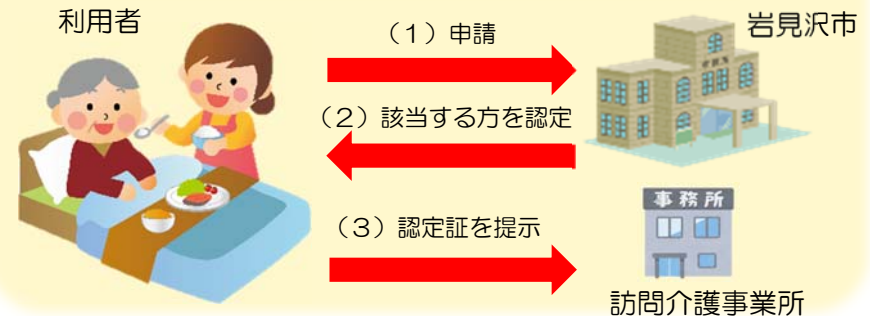 利用者
(1)申請
岩見沢市
(2)該当する方を認定
事務所
(3)認定証を提示
訪問介護事業所